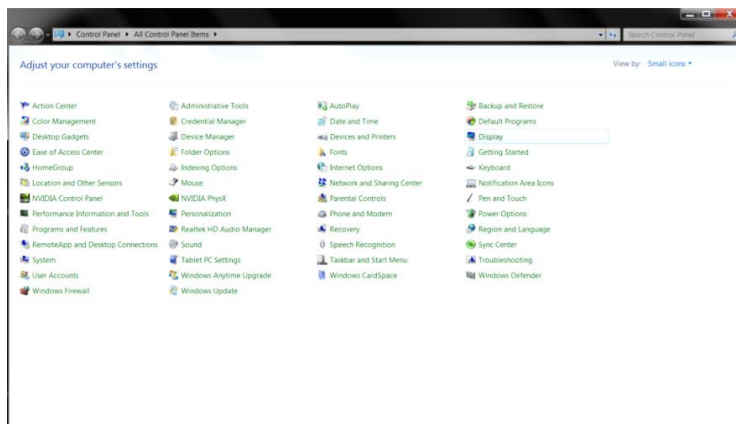 Control Panel All Control Panel Items Search Control Panel
Adjust your computer's settings View by: Small icons
Action Center Administrative Tools AutoPlay Backup and Restore
Color Management Credential Manager Date and Time Default Programs
Desktop Gadgets Device Manager Devices and Printers Display
Ease of Access Center Folder Options Fonts Getting Started
HomeGroup Indexing Options Internet Options Keyboard
Location and Other Sensors Mouse Network and Sharing Center Notification Area Icons
NVIDIA Control Panel NVIDIA PhysX Parental Controls Pen and Touch
Performance Information and Tools Personalization Phone and Modem Power Options
Programs and Features Realtek HD Audio Manager Recovery Region and Language
RemoteApp and Desktop Connections Sound Speech Recognition Sync Center
System Tablet PC Settings Taskbar and Start Menu Troubleshooting
User Accounts Windows Anytime Upgrade Windows CardSpace Windows Defender
Windows Firewall Windows Update